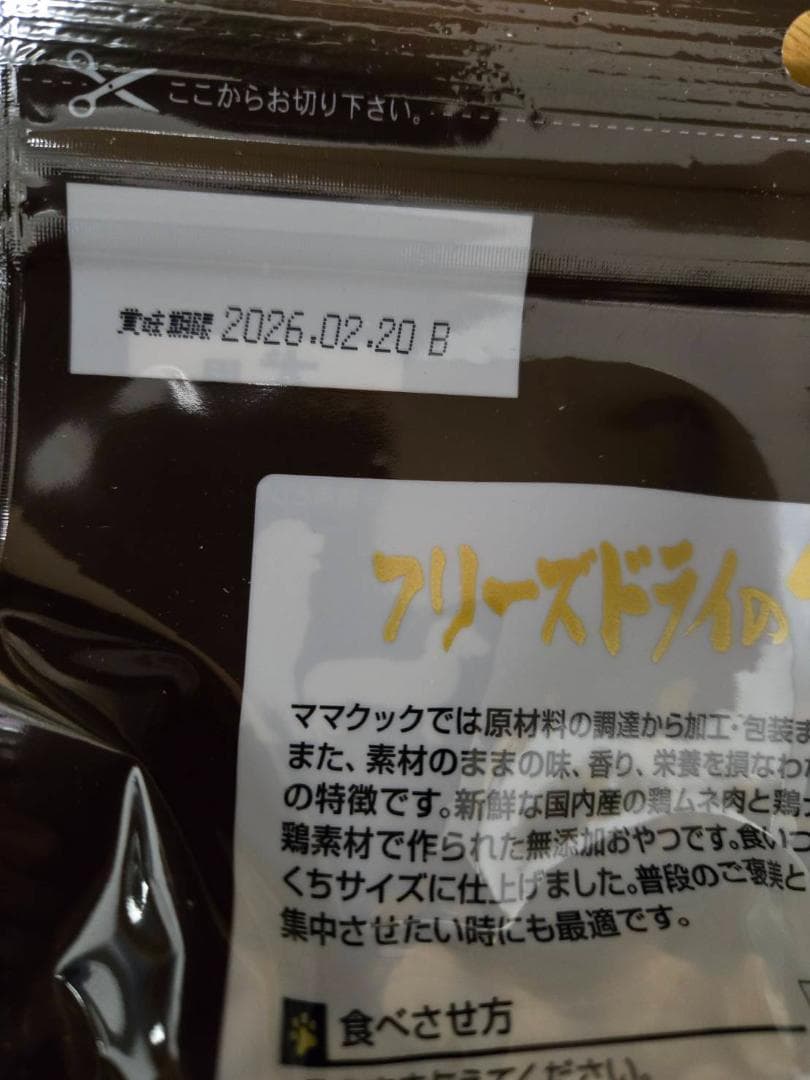 ここからお切り下さい。
賞味期限 2026.02.20 B
フリーズドライの
ママクックでは原材料の調達から加工・包装ま
また、素材のままの味、香り、栄養を損なわな
の特徴です。新鮮な国内産の鶏ムネ肉と鶏
鶏素材で作られた無添加おやつです。食いつ
くちサイズに仕上げました。普段のご褒美と
集中させたい時にも最適です。
食べさせ方
えてください。